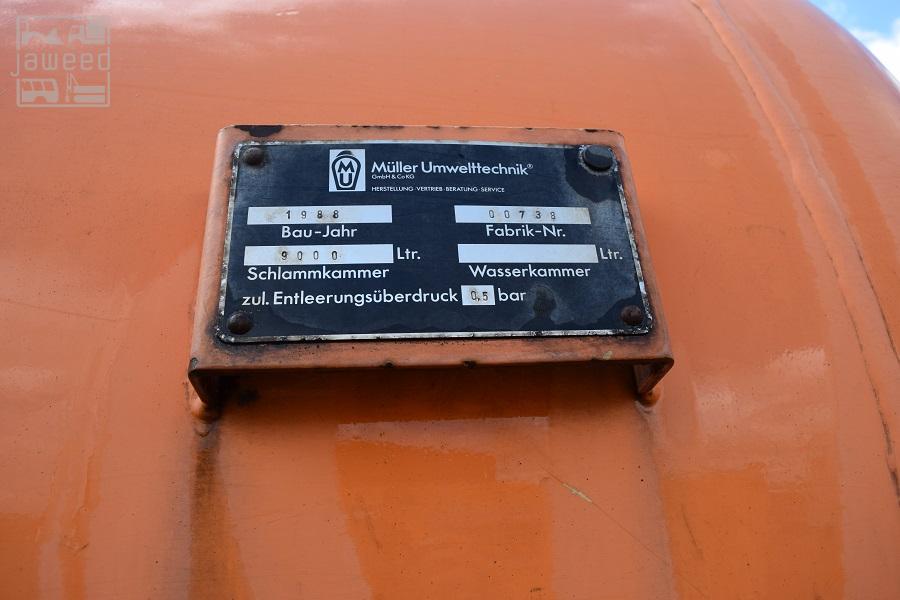 jaweed
MU
Müller Umwelttechnik®
GmbH & Co KG
HERSTELLUNG·VERTRIEB·BERATUNG·SERVICE
1988 00738
Bau-Jahr Fabrik-Nr.
9000 Ltr. Ltr.
Schlammkammer Wasserkammer
zul. Entleerungsüberdruck 0,5 bar